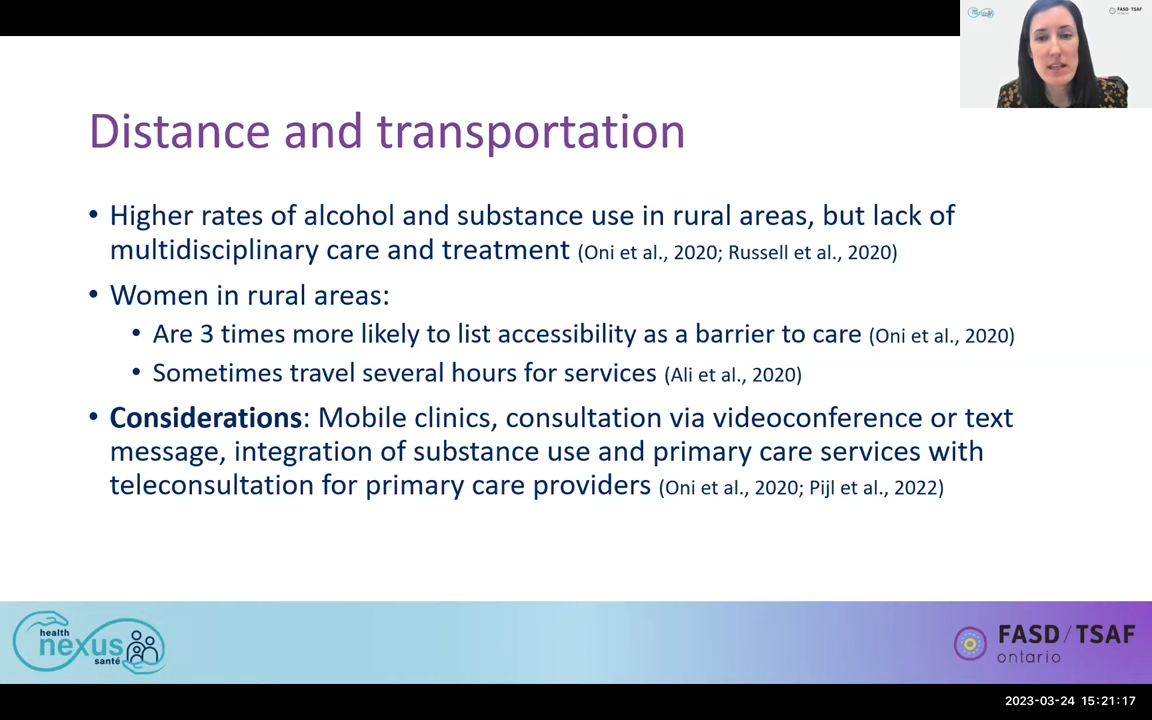 FASD / TSAF
Distance and transportation
• Higher rates of alcohol and substance use in rural areas, but lack of
multidisciplinary care and treatment (Oni et al., 2020; Russell et al., 2020)
• Women in rural areas:
• Are 3 times more likely to list accessibility as a barrier to care (Oni et al., 2020)
• Sometimes travel several hours for services (Ali et al., 2020)
• Considerations: Mobile clinics, consultation via videoconference or text
message, integration of substance use and primary care services with
teleconsultation for primary care providers (Oni et al., 2020; Pijl et al., 2022)
health
nexus
santé
FASD / TSAF
ontario
2023-03-24 15:21:17